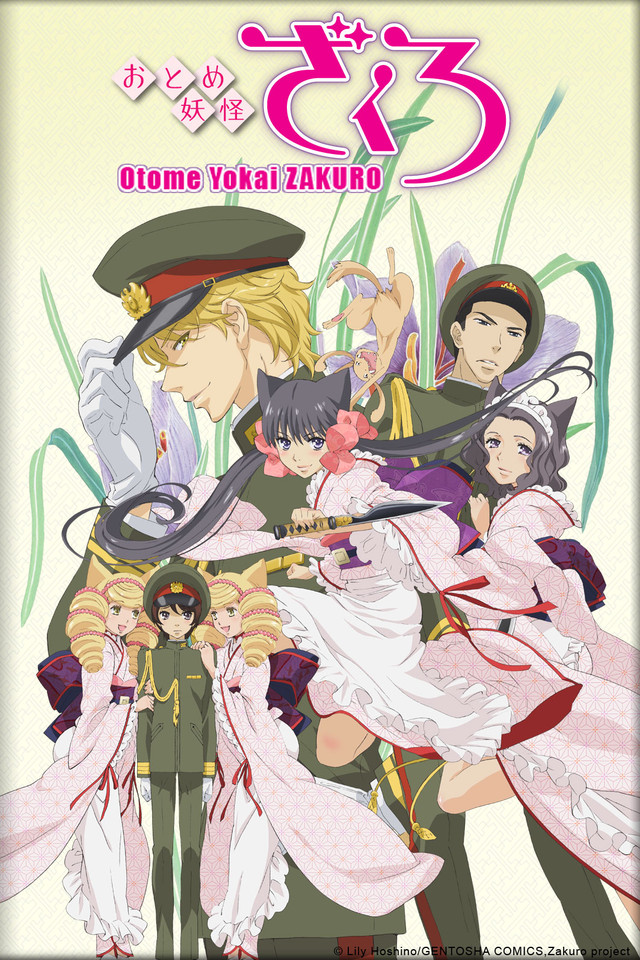 おとめ
妖怪
ざくろ
Otome Yokai ZAKURO
© Lily Hoshino/GENTOSHA COMICS,Zakuro project